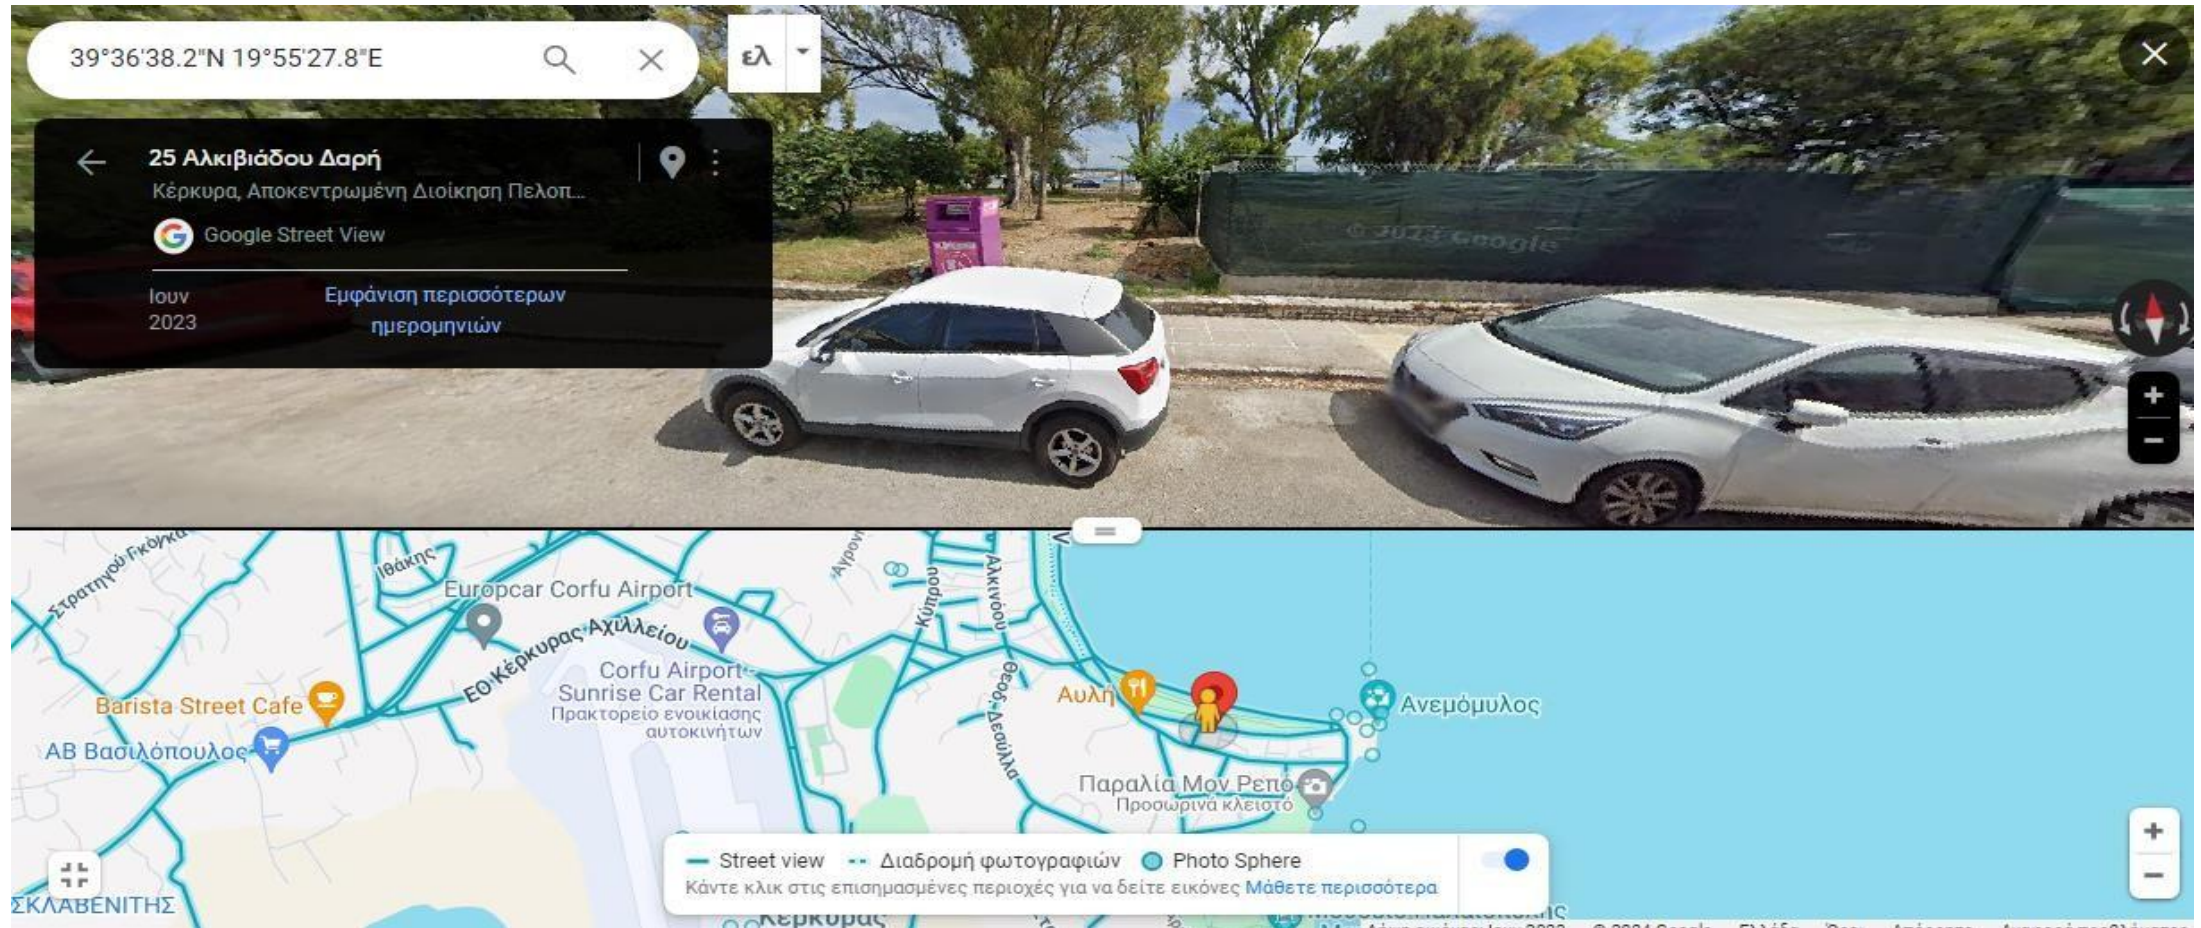 39°36'38.2"N 19°55'27.8"E
ελ
25 Αλκιβιάδου Δαρή
Κέρκυρα, Αποκεντρωμένη Διοίκηση Πελοπ...
Google Street View
Ιουν
2023
Εμφάνιση περισσότερων
ημερομηνιών
© 2023 Google
Στρατηγού Γκόγκα
Ιθάκης
Europcar Corfu Airport
ΕΟ Κέρκυρας Αχιλλείου
Corfu Airport -
Sunrise Car Rental
Πρακτορείο ενοικίασης
αυτοκινήτων
Κύπρου
Αλκινόου
Αυλή
Ανεμόμυλος
Barista Street Cafe
ΑΒ Βασιλόπουλος
Παραλία Μον Ρεπό
Προσωρινά κλειστό
Street view
Διαδρομή φωτογραφιών
Photo Sphere
Κάντε κλικ στις επισημασμένες περιοχές για να δείτε εικόνες Μάθετε περισσότερα
ΣΚΛΑΒΕΝΙΤΗΣ
Κέρκυρας